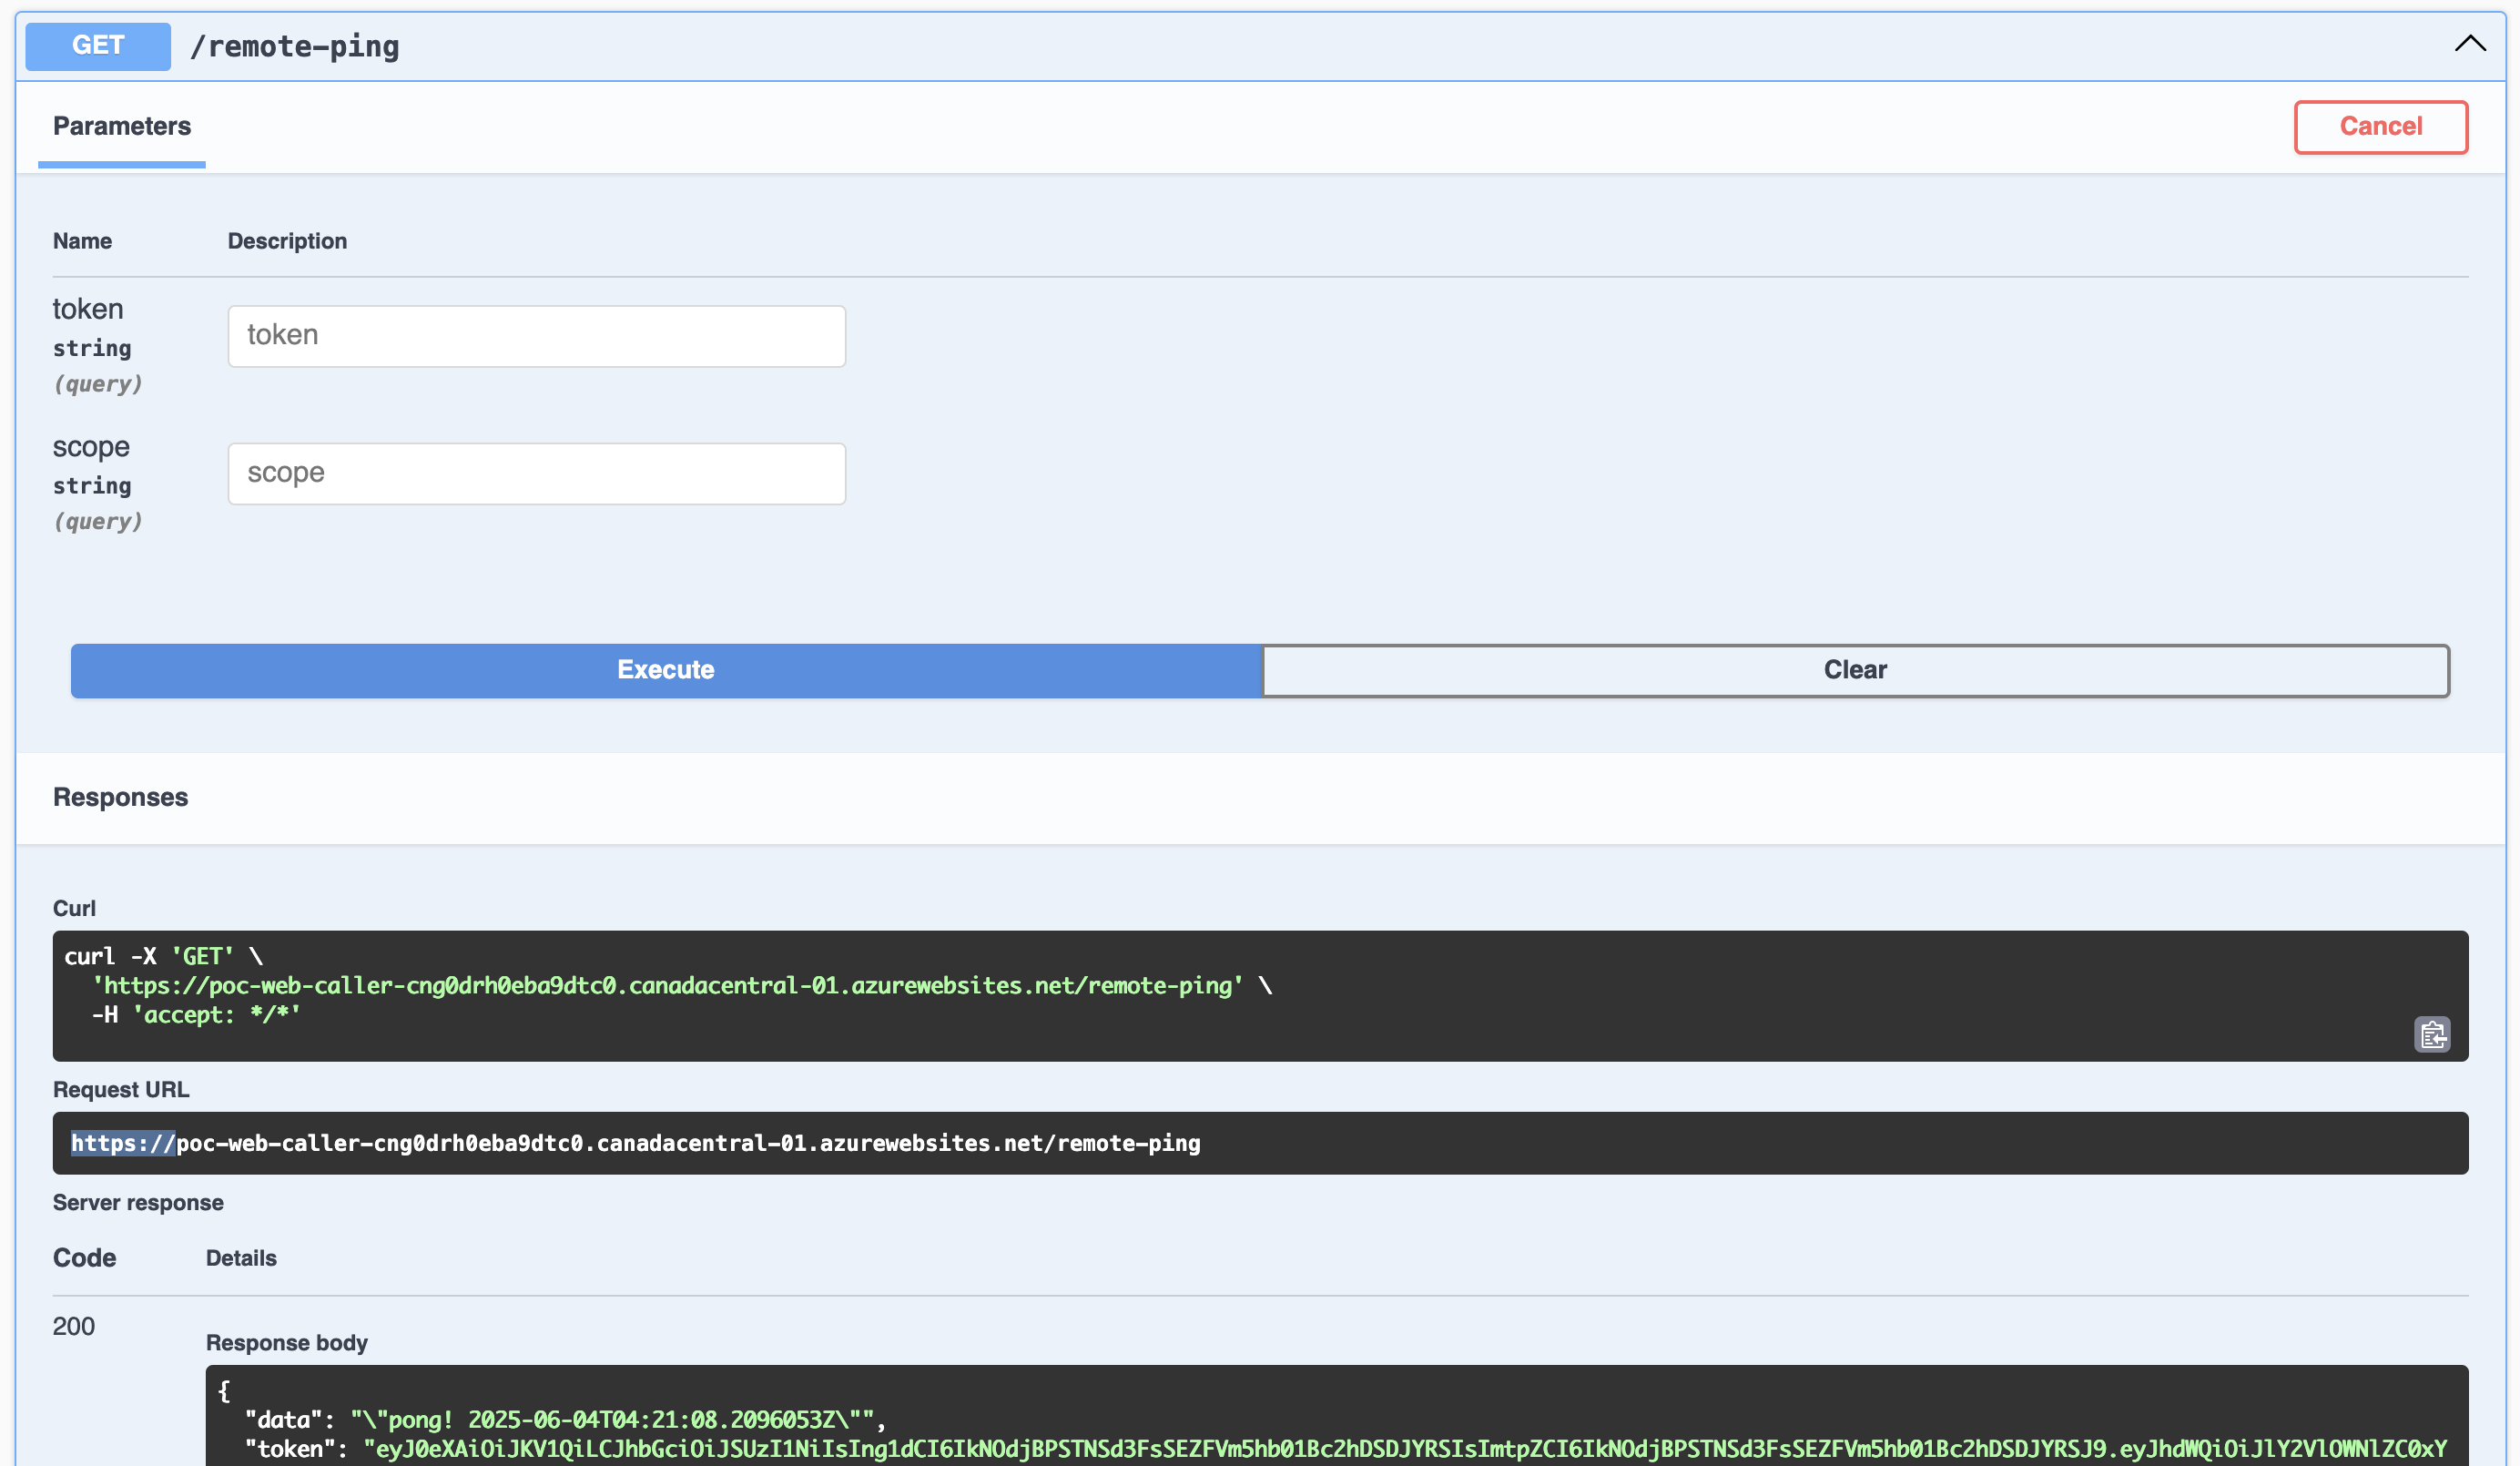 GET /remote-ping
Parameters
Cancel
Name Description
token
string
(query)
token
scope
string
(query)
scope
Execute
Clear
Responses
Curl
curl -X 'GET' \
'https://poc-web-caller-cng0drh0eba9dtc0.canadacentral-01.azurewebsites.net/remote-ping' \
-H 'accept: */*'
Request URL
https://poc-web-caller-cng0drh0eba9dtc0.canadacentral-01.azurewebsites.net/remote-ping
Server response
Code Details
200
Response body
{
"data": "\"pong! 2025-06-04T04:21:08.2096053Z\"",
"token": "eyJ0eXAiOiJKV1QiLCJhbGciOiJSUzI1NiIsIng1dCI6IkNOdjBPSTNSd3FsSEZFVm5hb01Bc2hDSDJYRSIsImtpZCI6IkNOdjBPSTNSd3FsSEZFVm5hb01Bc2hDSDJYRSJ9.eyJhdWQiOiJlY2VlOWNlZC0xY